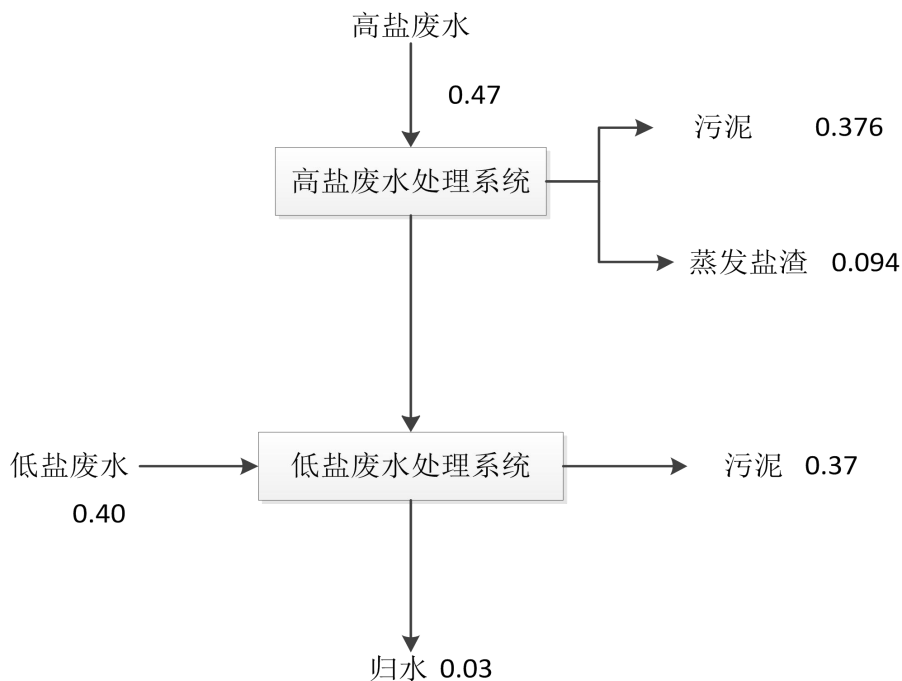 高盐废水
0.47
污泥 0.376
高盐废水处理系统
蒸发盐渣 0.094
低盐废水
0.40
低盐废水处理系统
污泥 0.37
归水 0.03